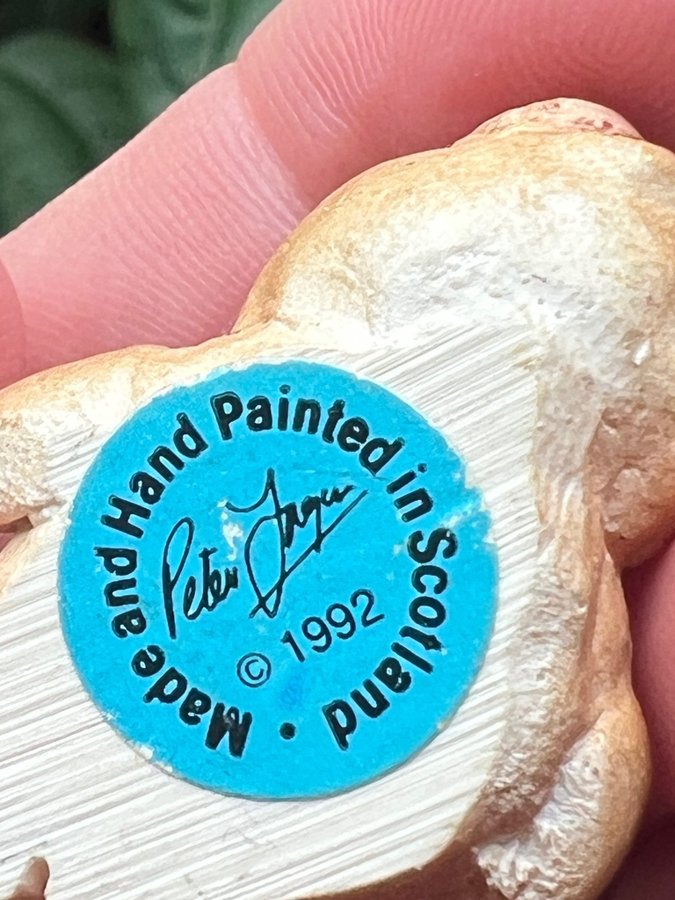 Made and Hand Painted in Scotland •
Peter Fagan
© 1992